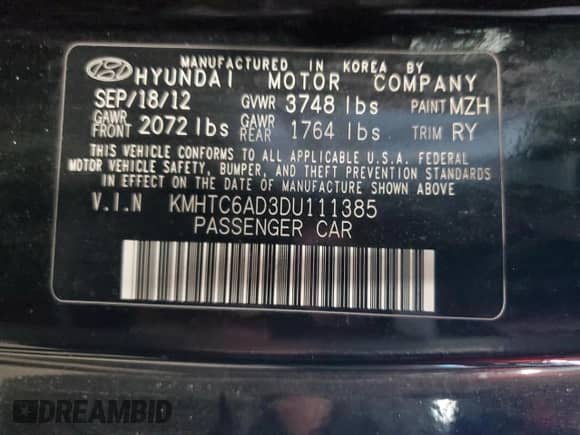 MANUFACTURED IN KOREA BY
HYUNDAI MOTOR COMPANY
SEP/18/12 GVWR 3748 lbs PAINT MZH
GAWR FRONT 2072 lbs GAWR REAR 1764 lbs TRIM RY
THIS VEHICLE CONFORMS TO ALL APPLICABLE U.S.A. FEDERAL
MOTOR VEHICLE SAFETY, BUMPER, AND THEFT PREVENTION STANDARDS
IN EFFECT ON THE DATE OF MANUFACTURE SHOWN ABOVE
V.I.N KMHTC6AD3DU111385
PASSENGER CAR
DREAMBID